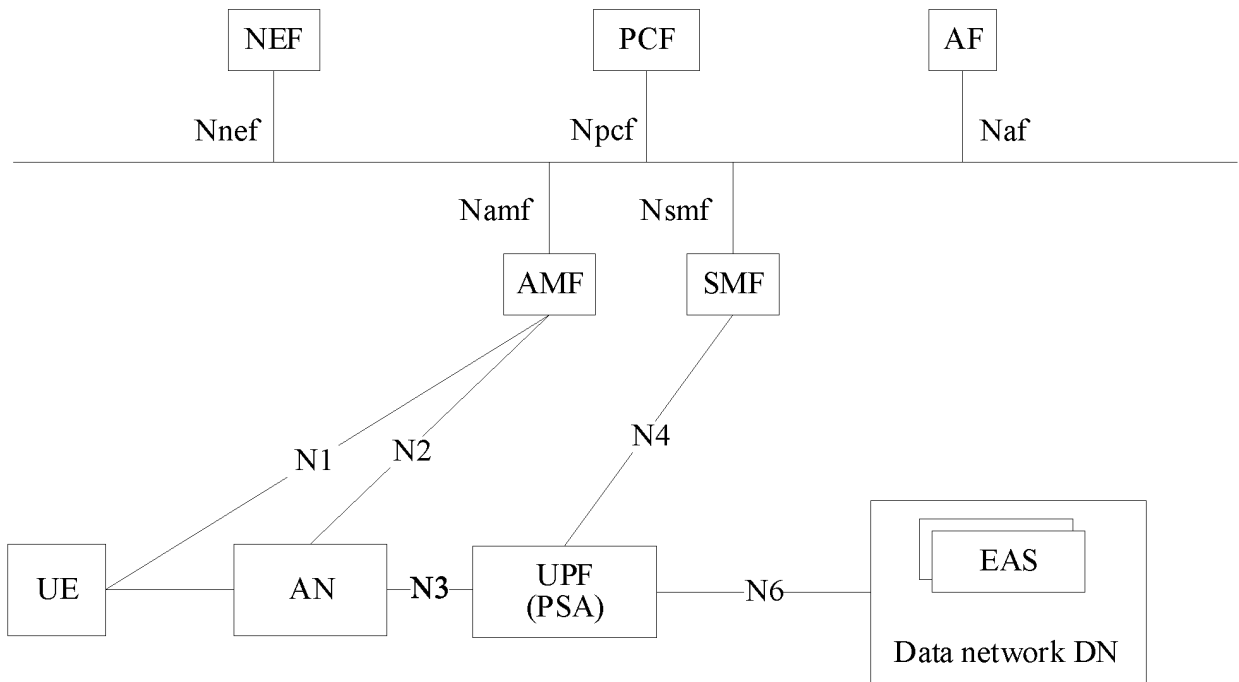 NEF
PCF
AF
Nnef
Npcf
Naf
Namf
Nsmf
AMF
SMF
N1
N2
N4
UE
AN
N3
UPF
(PSA)
N6
EAS
Data network DN